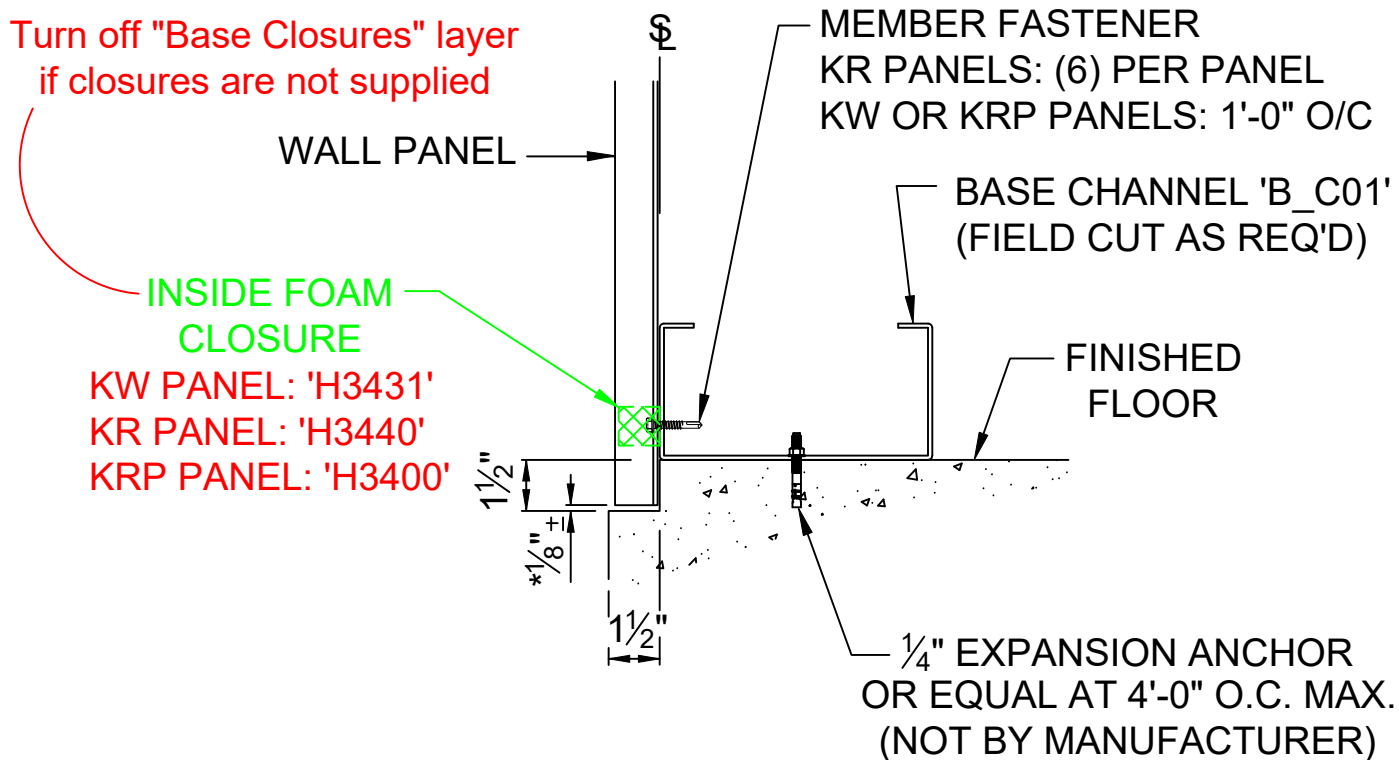 Turn off "Base Closures" layer
if closures are not supplied
SL
MEMBER FASTENER
KR PANELS: (6) PER PANEL
KW OR KRP PANELS: 1'-0" O/C
WALL PANEL
BASE CHANNEL 'B_C01'
(FIELD CUT AS REQ'D)
INSIDE FOAM
CLOSURE
KW PANEL: 'H3431'
KR PANEL: 'H3440'
KRP PANEL: 'H3400'
FINISHED
FLOOR
1½"
*⅛" ±
1½"
¼" EXPANSION ANCHOR
OR EQUAL AT 4'-0" O.C. MAX.
(NOT BY MANUFACTURER)